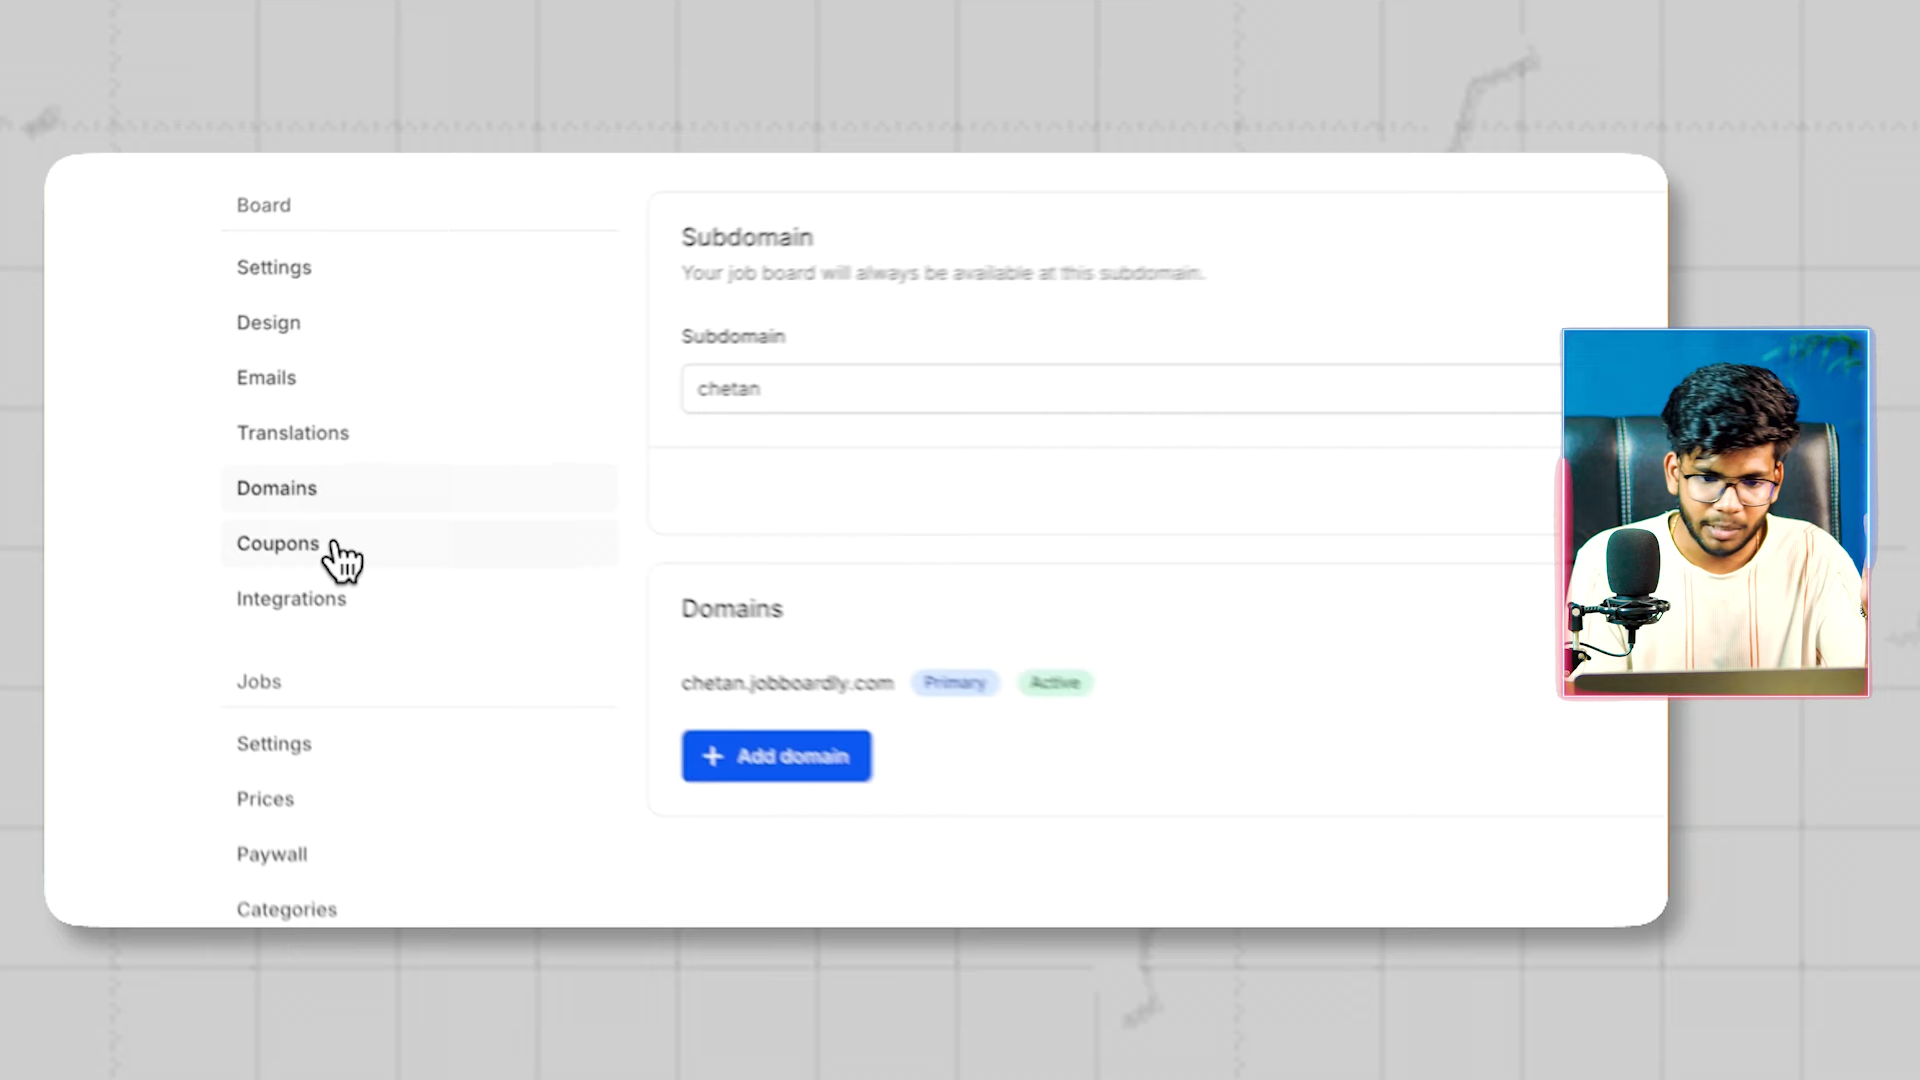 Board
Settings
Design
Emails
Translations
Domains
Coupons
Integrations
Jobs
Settings
Prices
Paywall
Categories
Subdomain
Your job board will always be available at this subdomain.
Subdomain
chetan
Domains
chetan.jobboardly.com Primary Active
+ Add domain